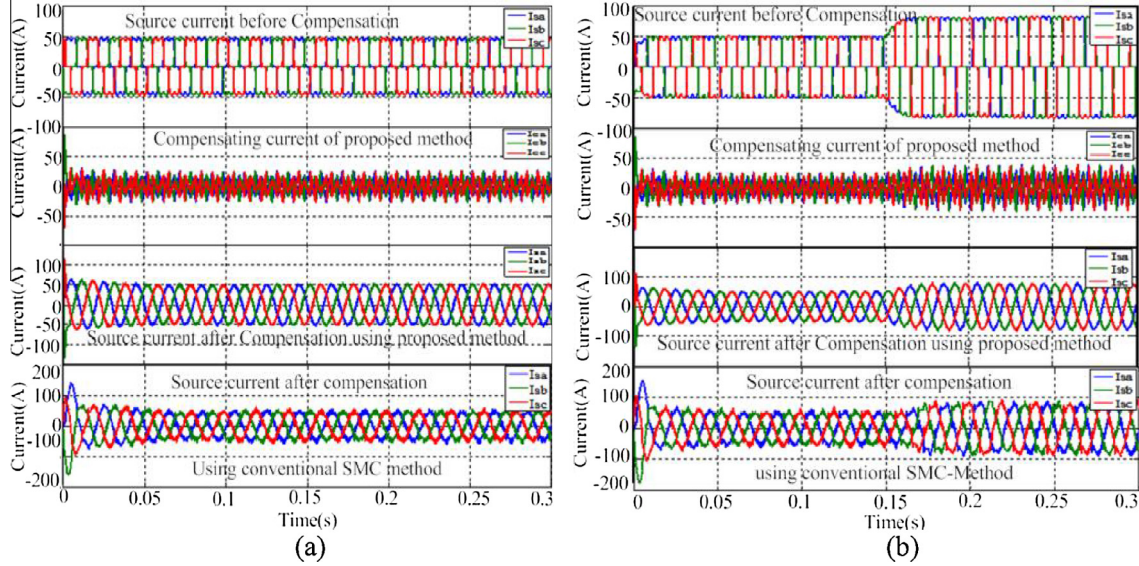 Source current before Compensation
Isa
Isb
Isc
Current(A)
100
50
0
-50
-100
Compensating current of proposed method
Ica
Icb
Icc
Current(A)
50
0
-50
Isa
Isb
Isc
Current(A)
100
50
0
-50
-100
Source current after Compensation using proposed method
Source current after compensation
Isa
Isb
Isc
Current(A)
200
100
0
-100
-200
Using conventional SMC method
0 0.05 0.1 0.15 0.2 0.25 0.3
Time(s)
(a)
Source current before Compensation
Isa
Isb
Isc
Current(A)
100
50
0
-50
-100
Compensating current of proposed method
Ica
Icb
Icc
Current(A)
50
0
-50
Isa
Isb
Isc
Current(A)
100
0
-100
Source current after Compensation using proposed method
Source current after compensation
Isa
Isb
Isc
Current(A)
200
100
0
-100
-200
using conventional SMC-Method
0 0.05 0.1 0.15 0.2 0.25 0.3
Time(s)
(b)